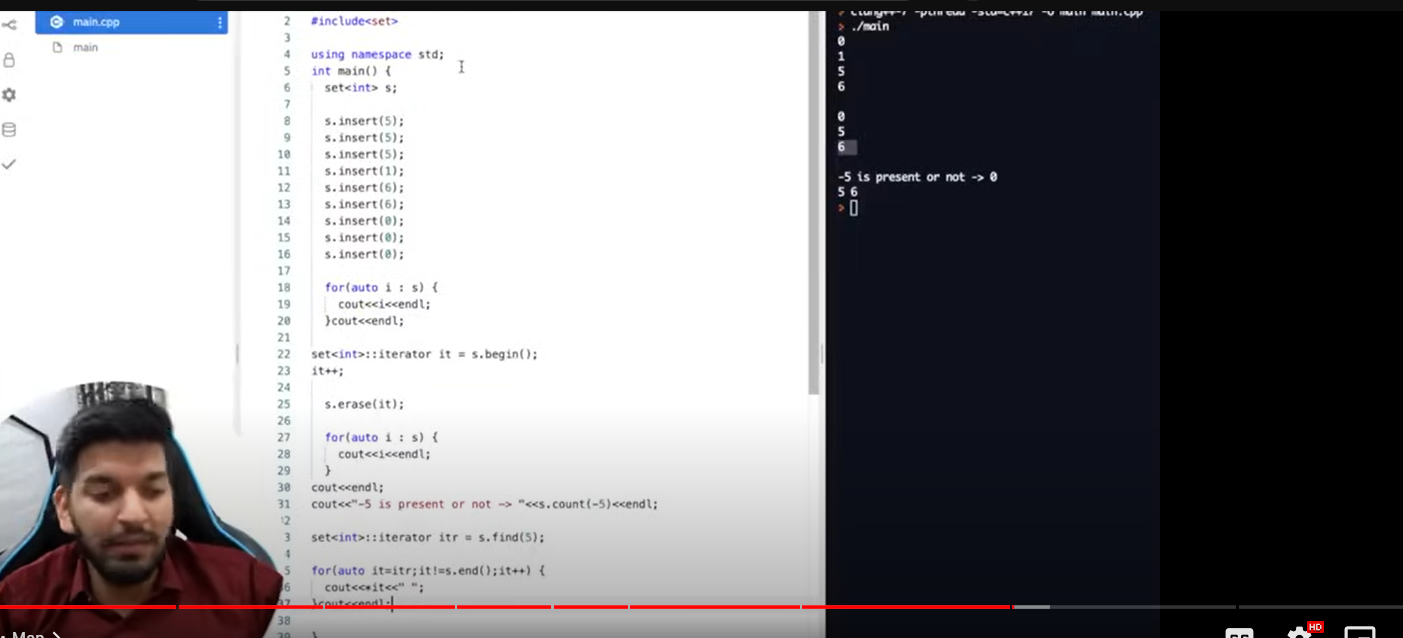 main.cpp
main
2 #include<set>
3
4 using namespace std;
5 int main() {
6 set<int> s;
7
8 s.insert(5);
9 s.insert(5);
10 s.insert(5);
11 s.insert(1);
12 s.insert(6);
13 s.insert(6);
14 s.insert(0);
15 s.insert(0);
16 s.insert(0);
17
18 for(auto i : s) {
19 cout<<i<<endl;
20 }cout<<endl;
21
22 set<int>::iterator it = s.begin();
23 it++;
24
25 s.erase(it);
26
27 for(auto i : s) {
28 cout<<i<<endl;
29 }
30 cout<<endl;
31 cout<<"-5 is present or not -> "<<s.count(-5)<<endl;
2
3 set<int>::iterator itr = s.find(5);
4
5 for(auto it=itr;it!=s.end();it++) {
36 cout<<*it<<" ";
37 }cout<<endl;
38
39 }
clang++-7 -pthread -std=c++17 -o main main.cpp
> ./main
0
1
5
6
0
5
6
-5 is present or not -> 0
5 6
>
HD